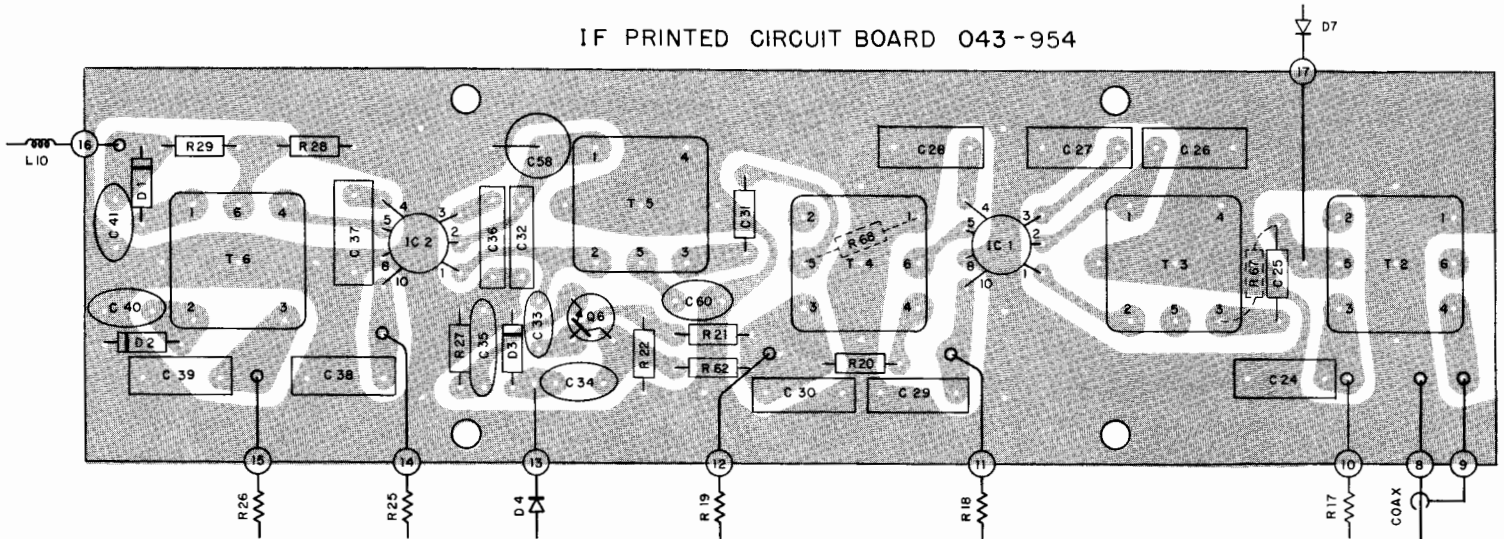 IF PRINTED CIRCUIT BOARD 043-954
D7
17
L10
16
R29
R28
C58
C28
C27
C26
D1
C41
1
6
4
T6
2
3
C37
4
5
8
10
IC2
3
2
1
C36
C32
1
4
T5
2
5
3
C31
2
1
R68
5
T4
6
3
4
4
5
8
10
IC1
3
2
1
1
4
T3
2
5
3
R67
C25
2
1
5
T2
6
3
4
C40
D2
C39
C38
R27
C35
D3
C33
Q6
C34
R22
C60
R21
R62
R20
C30
C29
C24
15
14
13
12
11
10
8
9
R26
R25
D4
R19
R18
R17
COAX